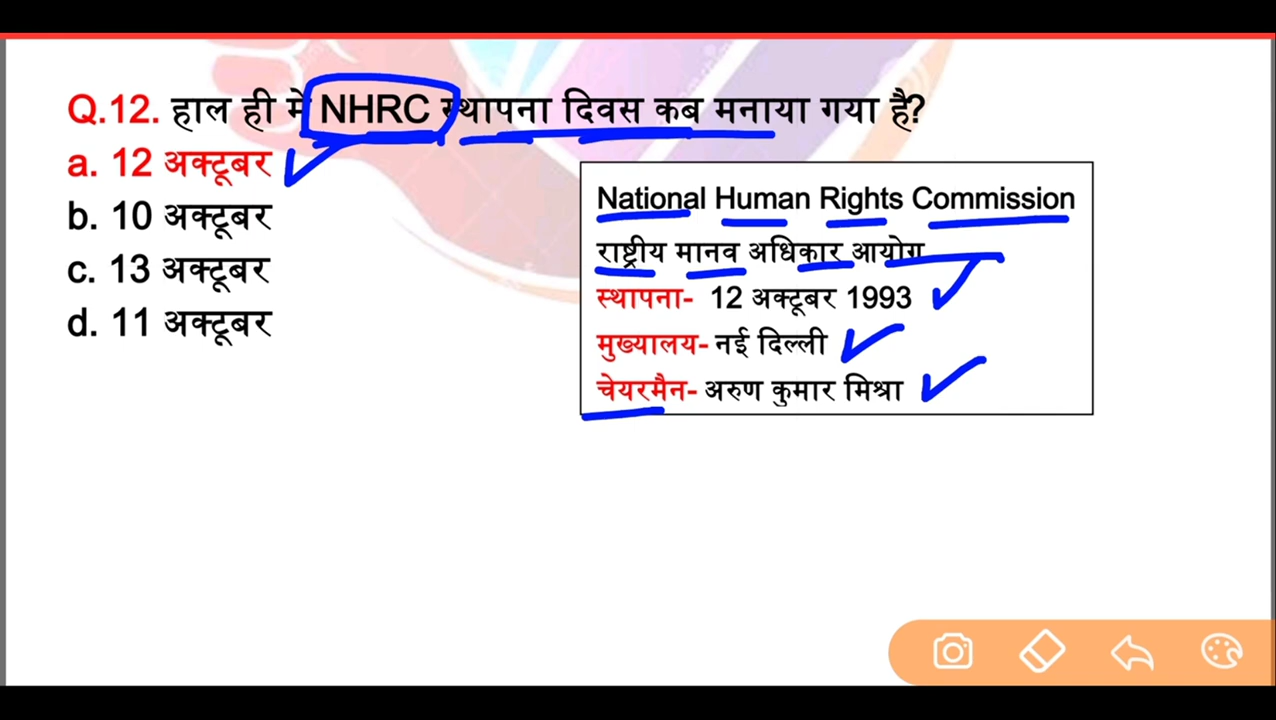 Q.12. हाल ही में NHRC स्थापना दिवस कब मनाया गया है?
a. 12 अक्टूबर
b. 10 अक्टूबर
c. 13 अक्टूबर
d. 11 अक्टूबर
National Human Rights Commission
राष्ट्रीय मानव अधिकार आयोग
स्थापना- 12 अक्टूबर 1993
मुख्यालय- नई दिल्ली
चेयरमैन- अरुण कुमार मिश्रा